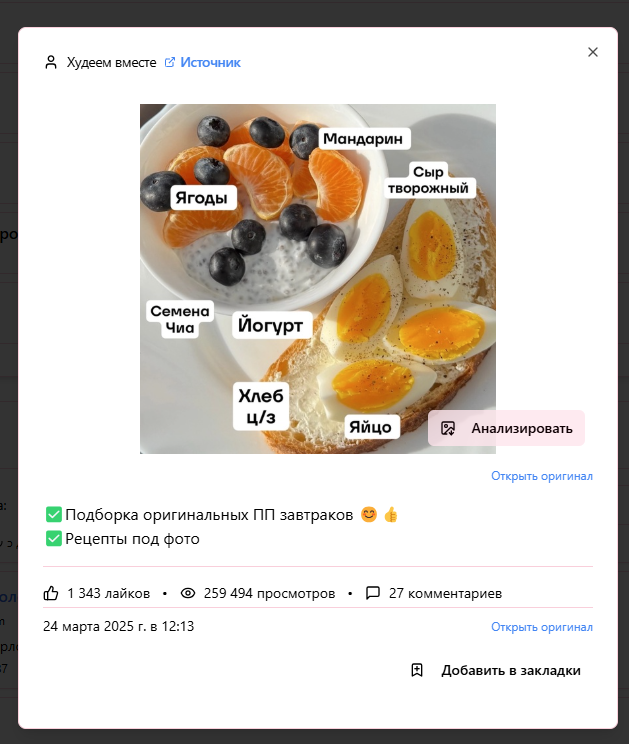 Худеем вместе Источник
Мандарин
Сыр
творожный
Ягоды
Семена
Чиа
Йогурт
Хлеб
ц/з
Яйцо
Анализировать
Открыть оригинал
✅Подборка оригинальных ПП завтраков 😊👍
✅Рецепты под фото
1 343 лайков • 259 494 просмотров • 27 комментариев
24 марта 2025 г. в 12:13
Открыть оригинал
Добавить в закладки